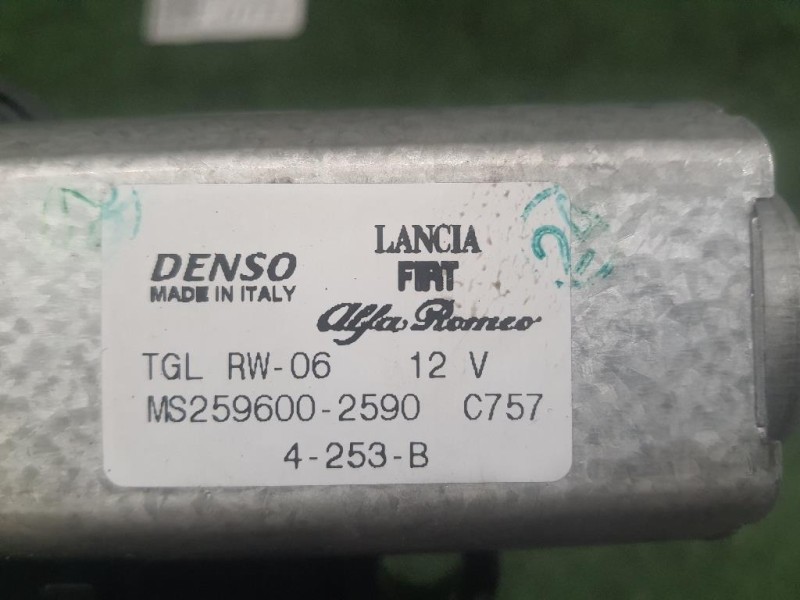 DENSO
MADE IN ITALY
LANCIA
FIAT
Alfa Romeo
TGL RW-06 12 V
MS259600-2590 C757
4-253-B